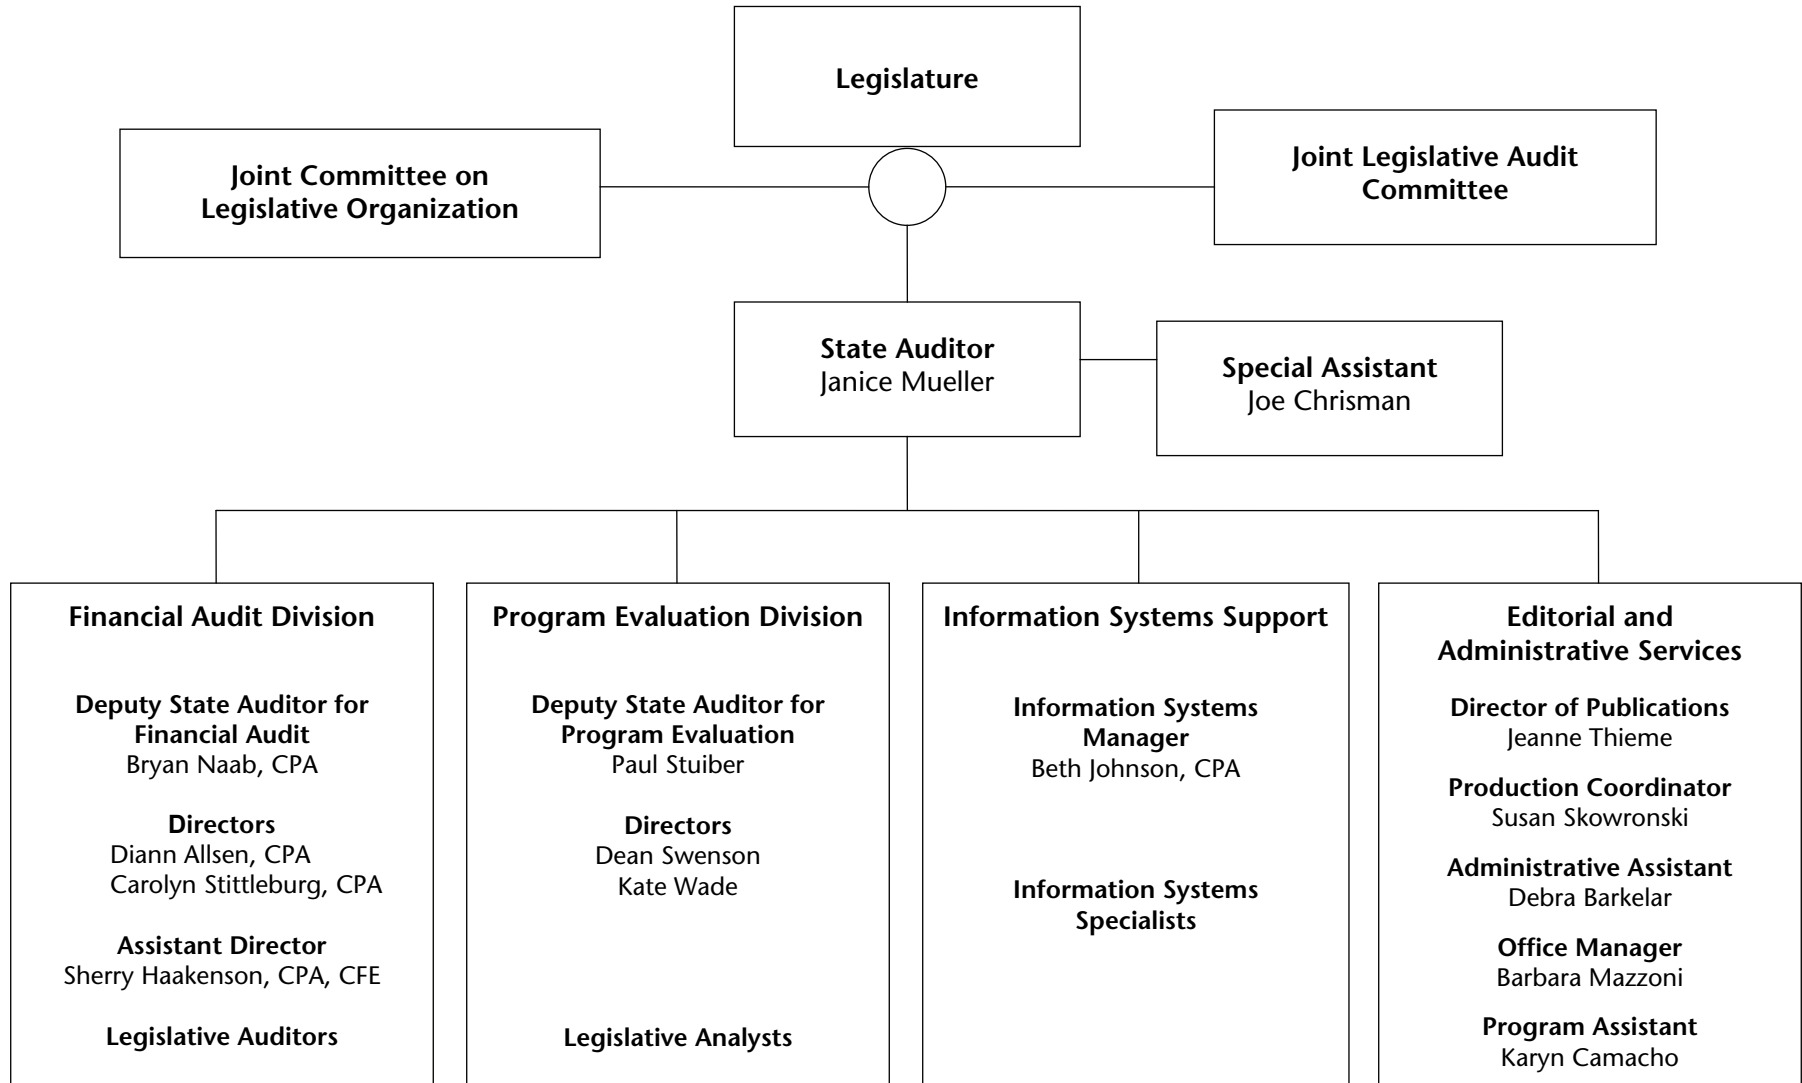 Legislature
Joint Committee on
Legislative Organization
Joint Legislative Audit
Committee
State Auditor
Janice Mueller
Special Assistant
Joe Chrisman
Financial Audit Division
Deputy State Auditor for
Financial Audit
Bryan Naab, CPA
Directors
Diann Allsen, CPA
Carolyn Stittleburg, CPA
Assistant Director
Sherry Haakenson, CPA, CFE
Legislative Auditors
Program Evaluation Division
Deputy State Auditor for
Program Evaluation
Paul Stuiber
Directors
Dean Swenson
Kate Wade
Legislative Analysts
Information Systems Support
Information Systems
Manager
Beth Johnson, CPA
Information Systems
Specialists
Editorial and
Administrative Services
Director of Publications
Jeanne Thieme
Production Coordinator
Susan Skowronski
Administrative Assistant
Debra Barkelar
Office Manager
Barbara Mazzoni
Program Assistant
Karyn Camacho